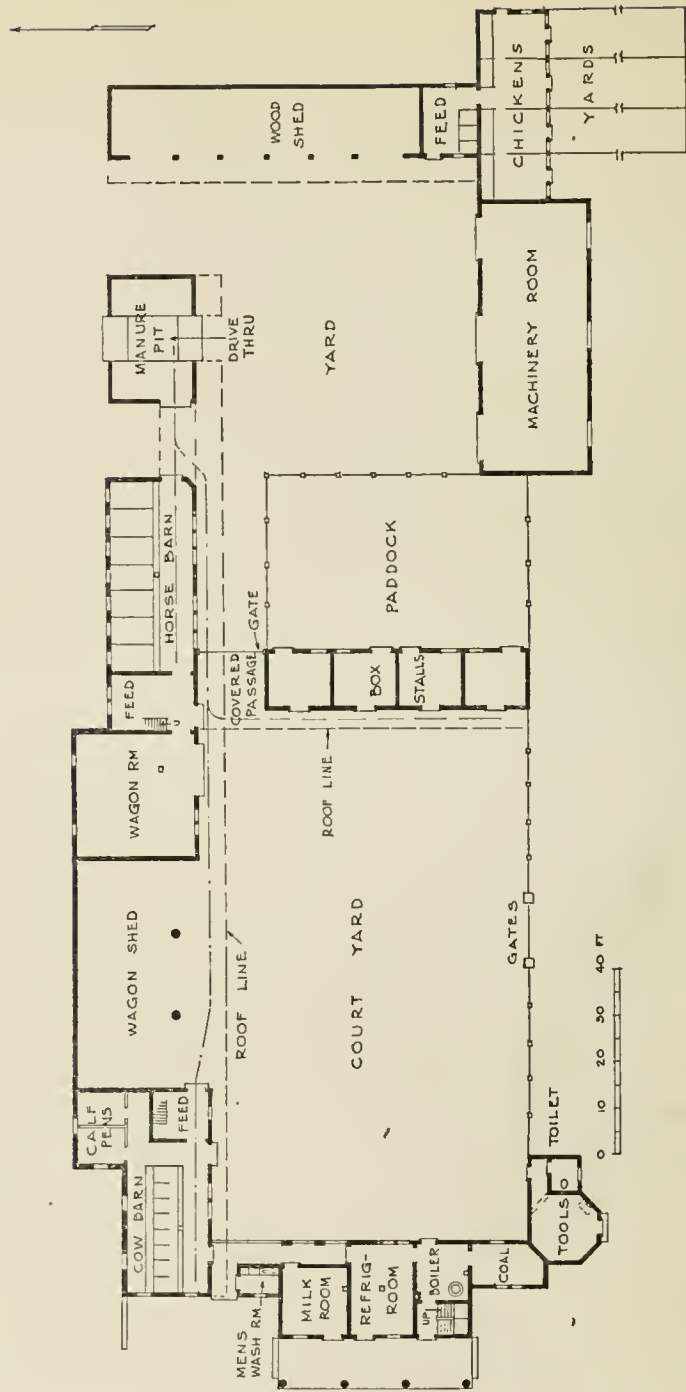 WOOD
SHED
FEED
CHICKENS
YARDS
MANURE
PIT
DRIVE
THRU
YARD
MACHINERY ROOM
HORSE BARN
FEED
COVERED
PASSAGE
GATE
PADDOCK
BOX
STALLS
WAGON RM
ROOF LINE
WAGON SHED
ROOF LINE
COURT YARD
GATES
CALF
PENS
FEED
COW BARN
TOILET
0 10 20 30 40 FT
MENS
WASH RM
MILK
ROOM
REFRIG-
ROOM
BOILER
UP
COAL
TOOLS